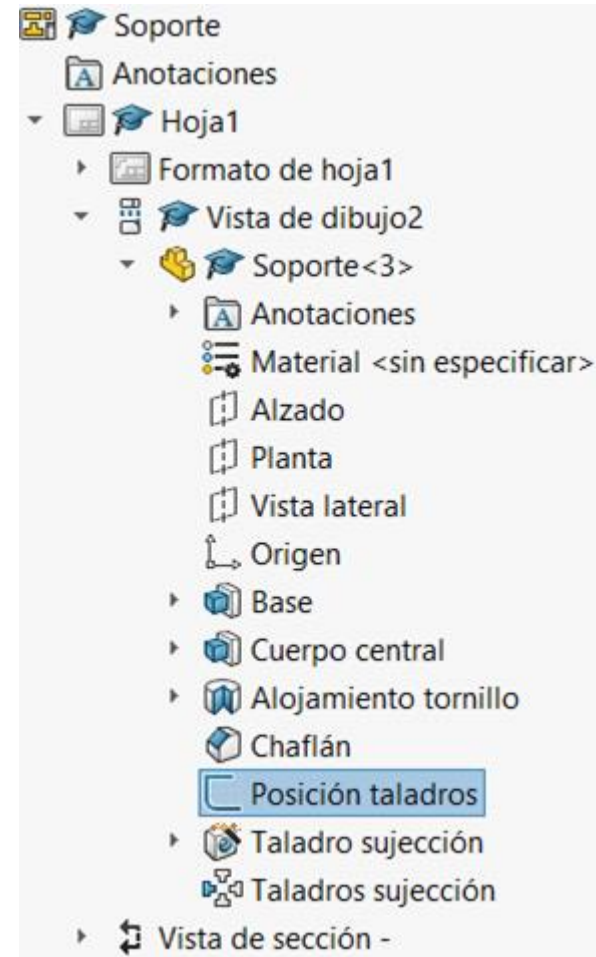 Soporte
Anotaciones
Hoja1
Formato de hoja1
Vista de dibujo2
Soporte<3>
Anotaciones
Material <sin especificar>
Alzado
Planta
Vista lateral
Origen
Base
Cuerpo central
Alojamiento tornillo
Chaflán
Posición taladros
Taladro sujección
Taladros sujección
Vista de sección -